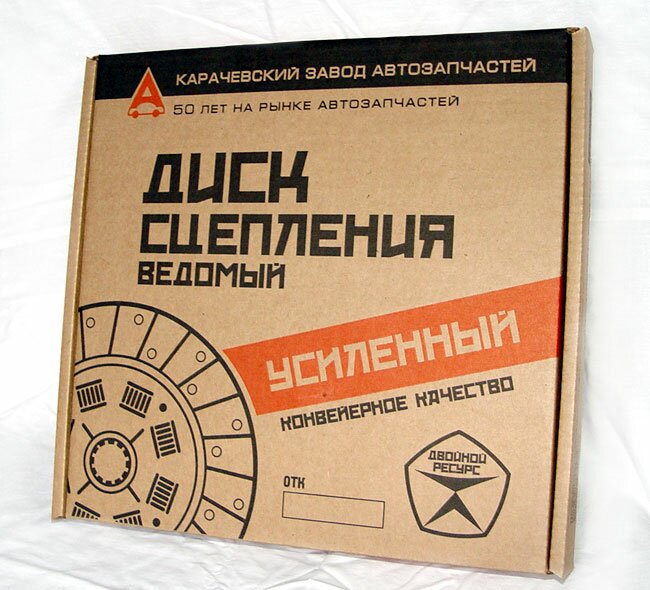 КАРАЧЕВСКИЙ ЗАВОД АВТОЗАПЧАСТЕЙ
50 ЛЕТ НА РЫНКЕ АВТОЗАПЧАСТЕЙ
ДИСК
СЦЕПЛЕНИЯ
ВЕДОМЫЙ
УСИЛЕННЫЙ
КОНВЕЙЕРНОЕ КАЧЕСТВО
ОТК
ДВОЙНОЙ
РЕСУРС